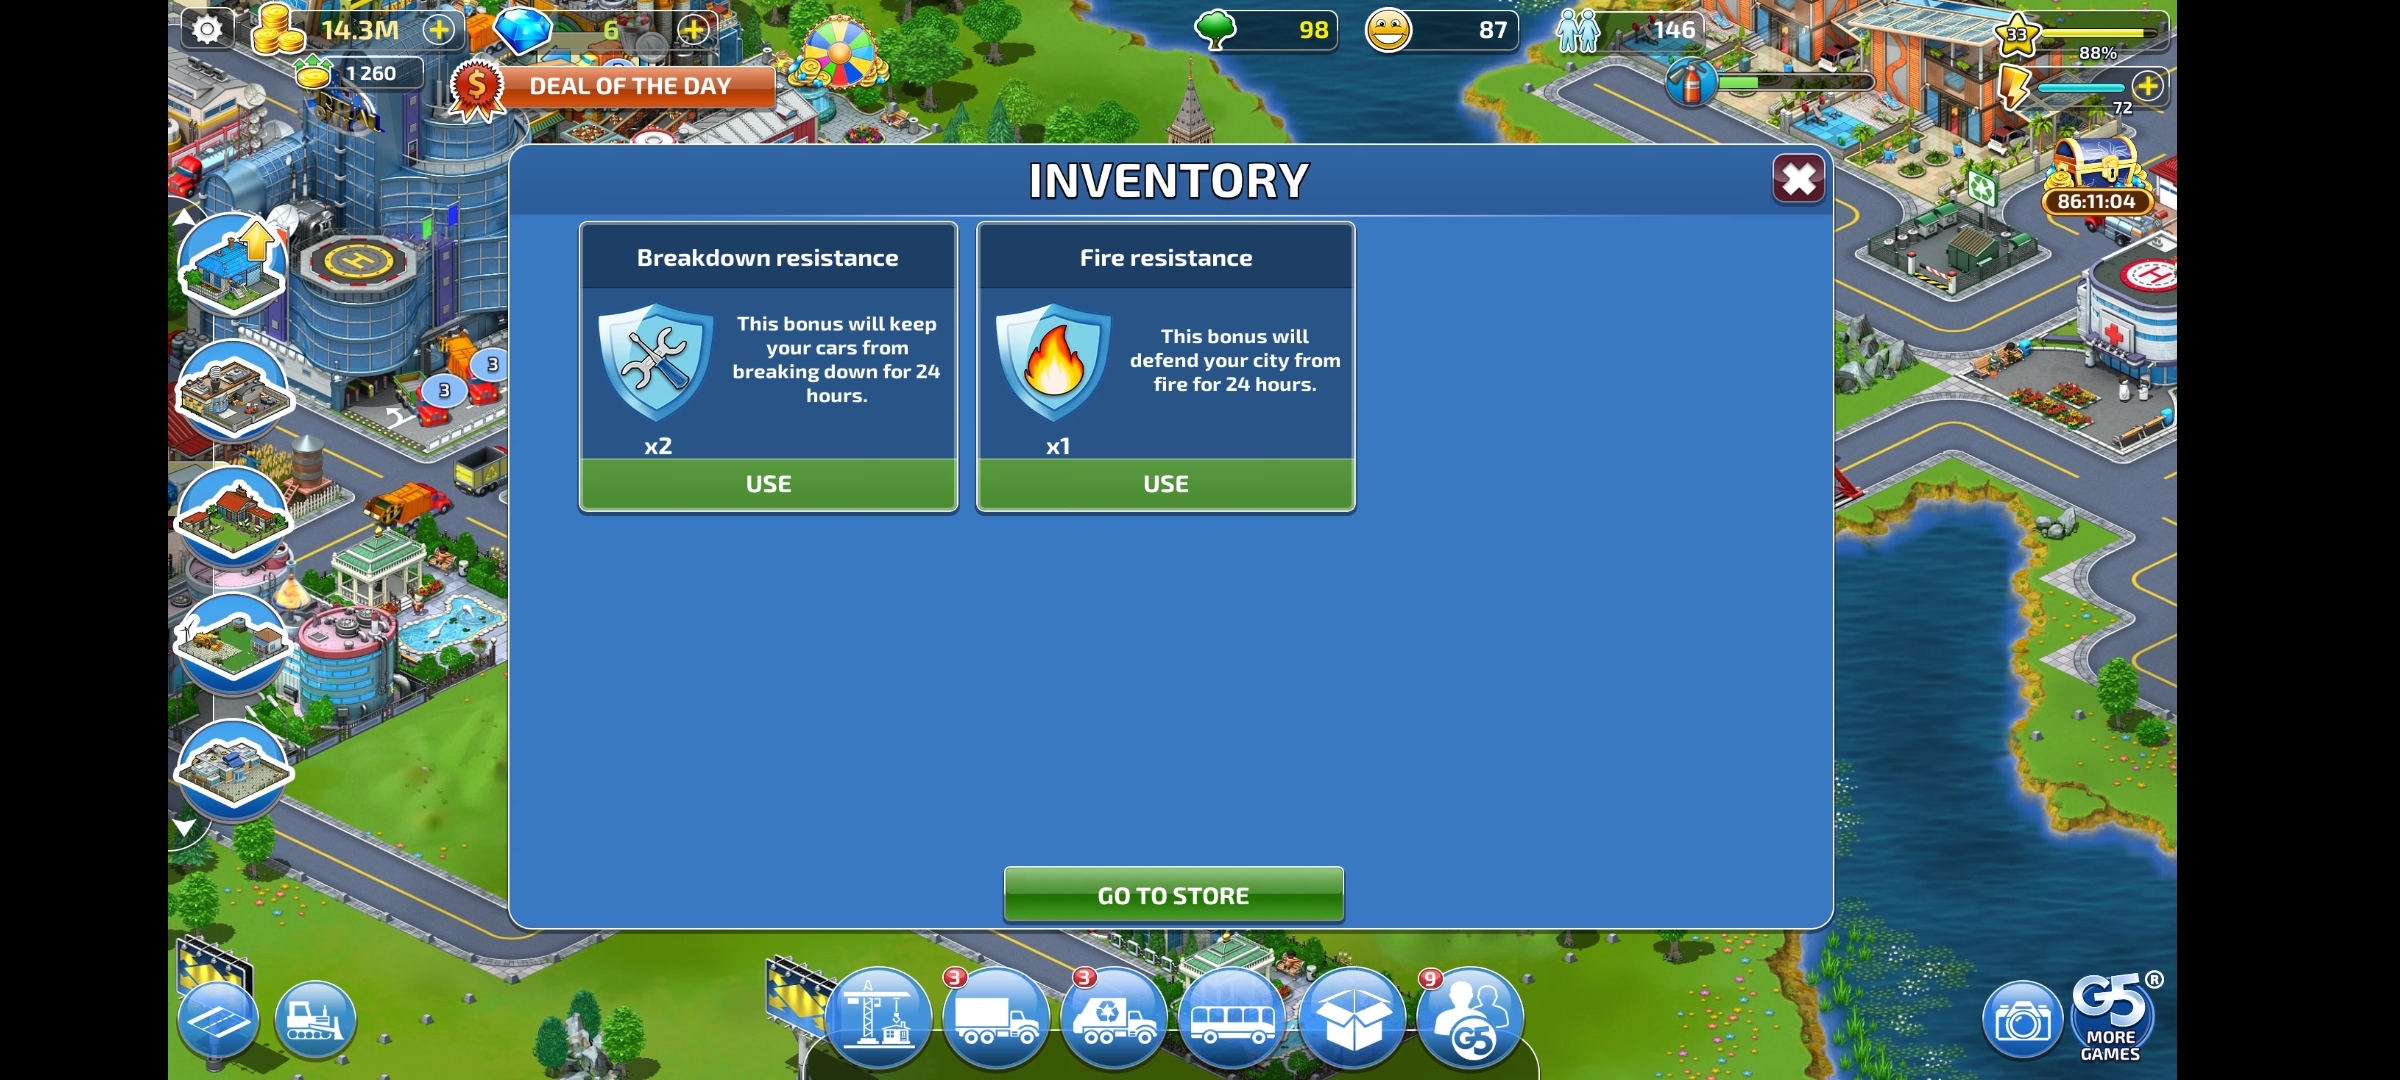 14.3M
6
98
87
146
33
88%
1 260
DEAL OF THE DAY
72
INVENTORY
86:11:04
Breakdown resistance
Fire resistance
This bonus will keep
your cars from
breaking down for 24
hours.
This bonus will
defend your city from
fire for 24 hours.
H
H
3
3
x2
x1
USE
USE
GO TO STORE
3
3
9
A
G5
G5®
MORE
GAMES